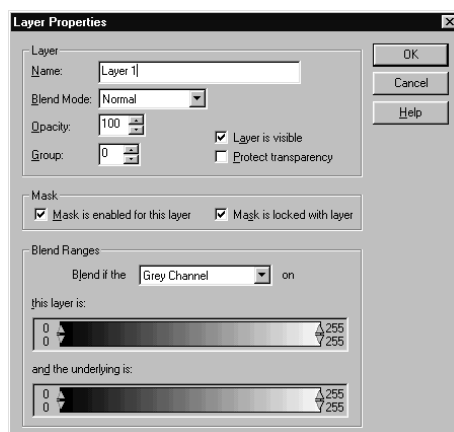 Layer Properties
Layer
Name: Layer 1
OK
Cancel
Help
Blend Mode: Normal
Opacity: 100
Layer is visible
Group: 0
Protect transparency
Mask
Mask is enabled for this layer
Mask is locked with layer
Blend Ranges
Blend if the Grey Channel on
this layer is:
0 255
0 255
and the underlying is:
0 255
0 255